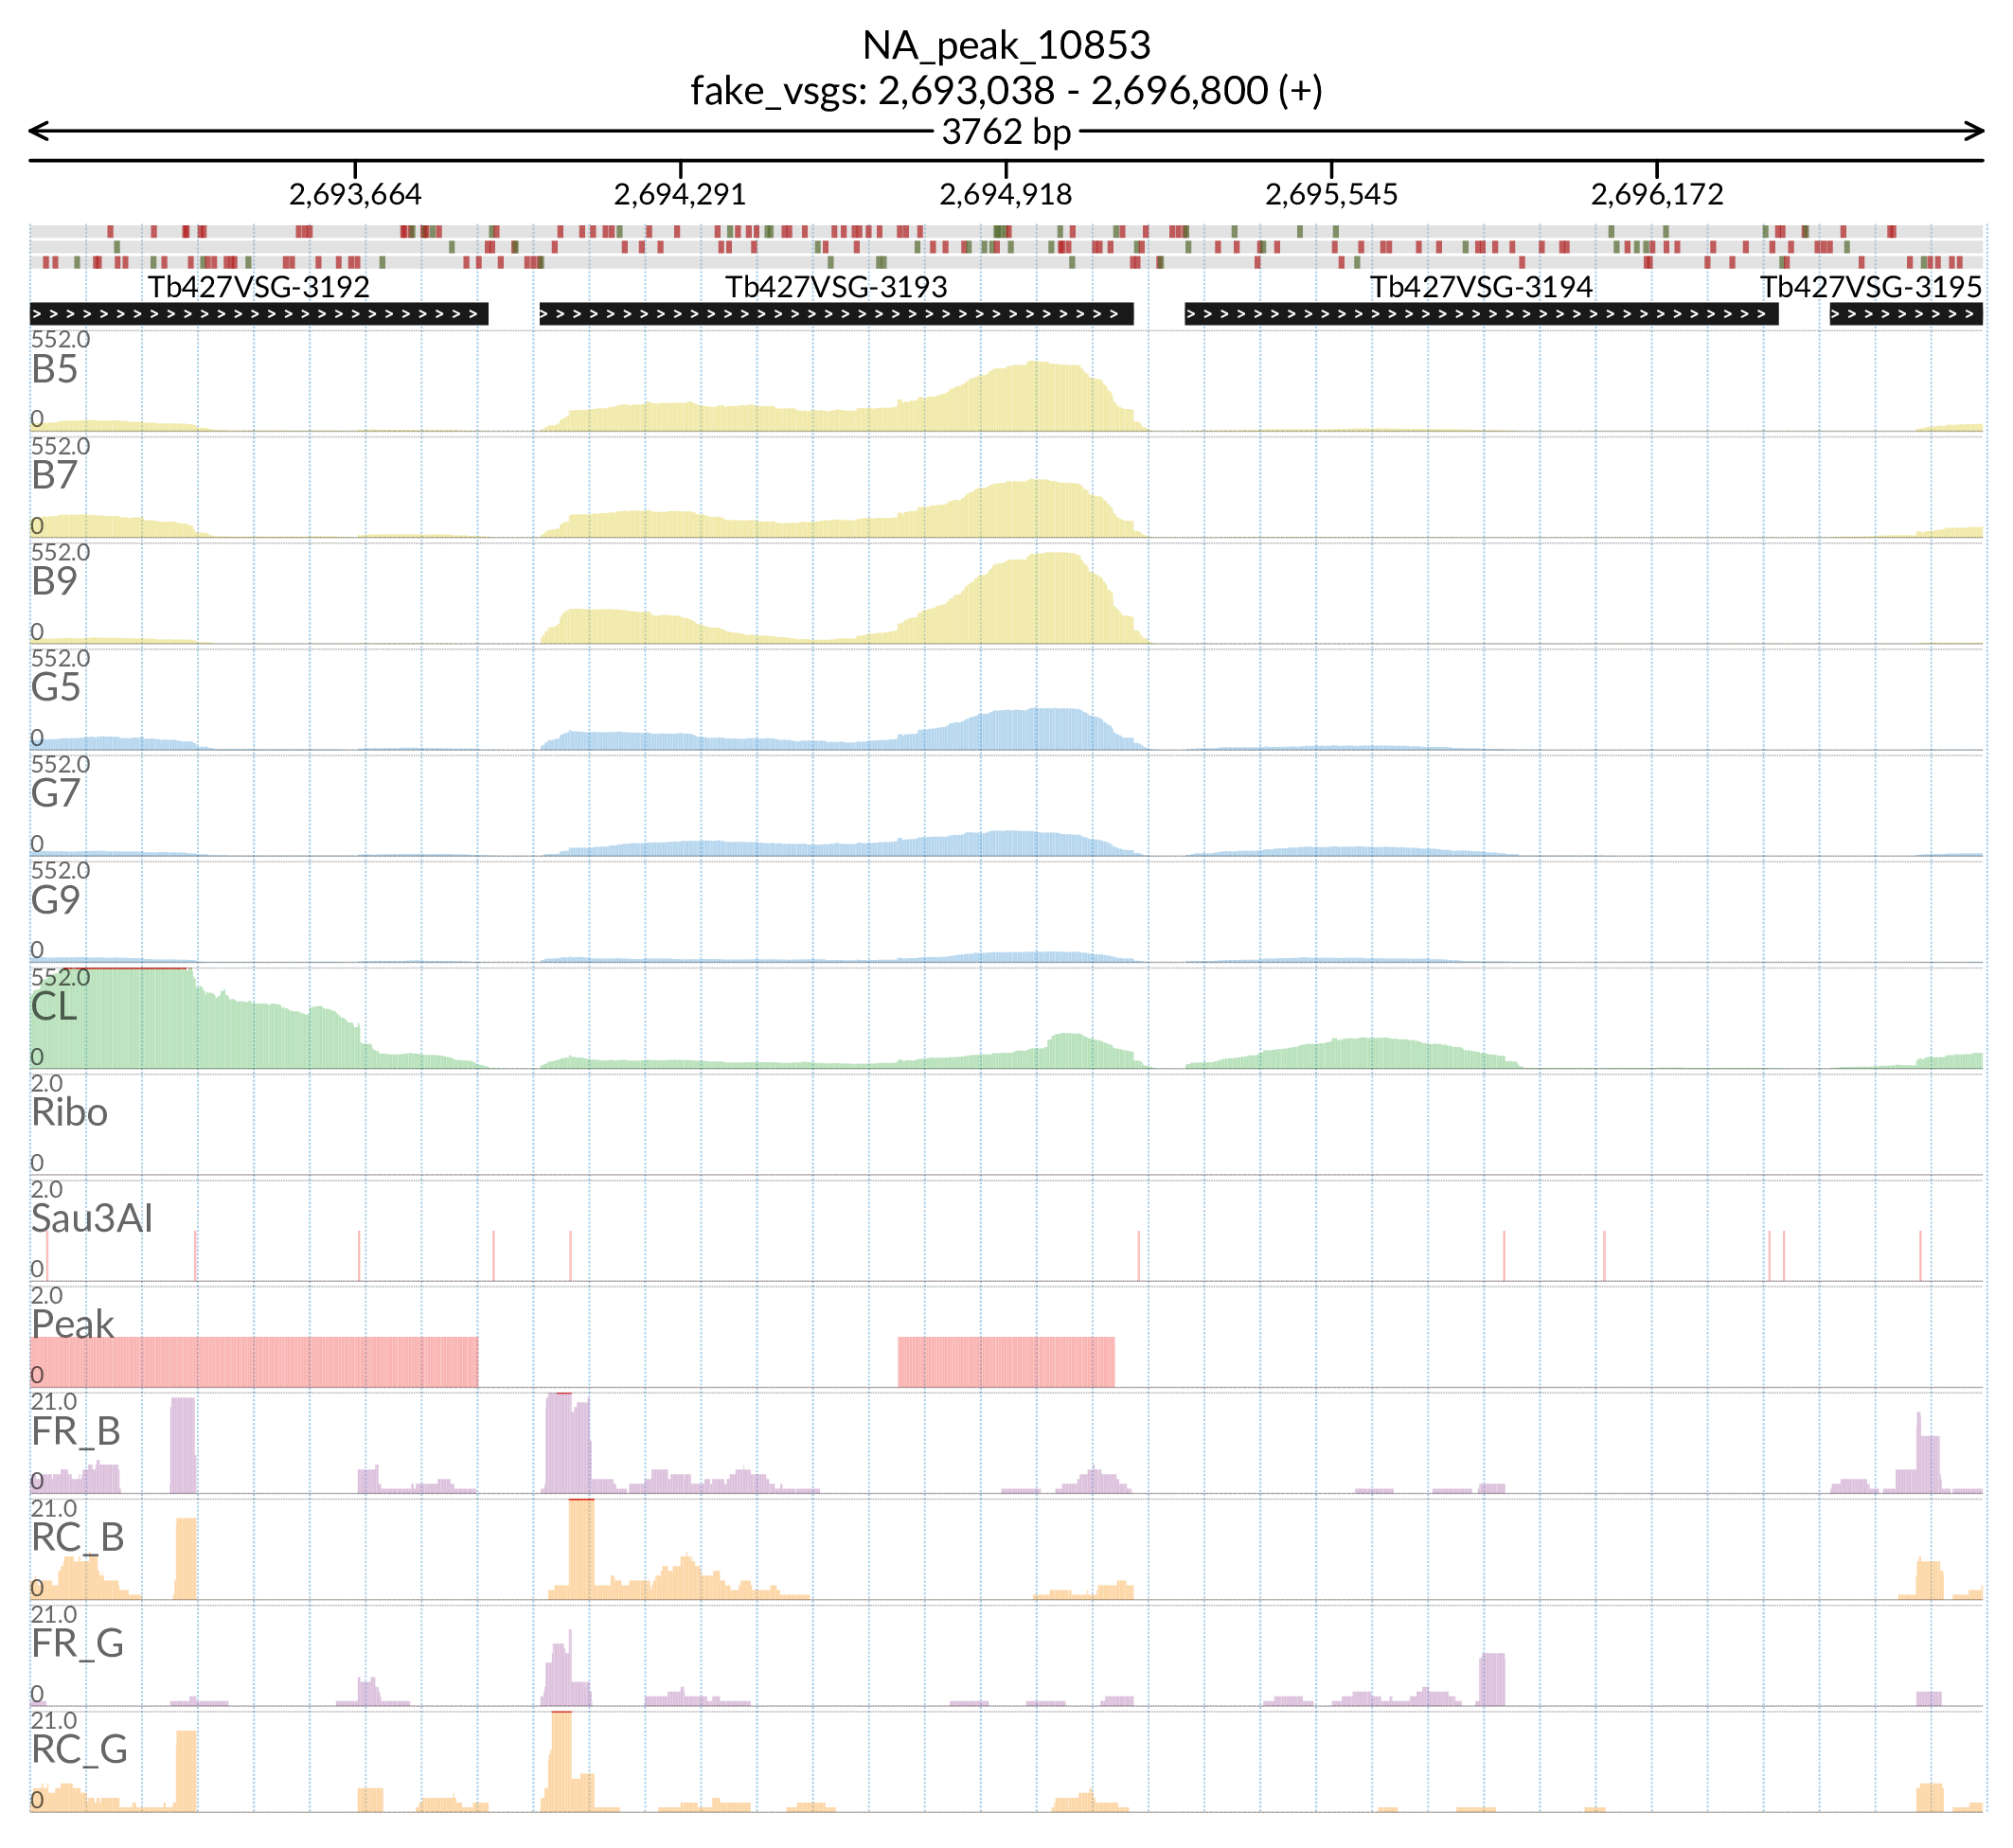 NA_peak_10853
fake_vsgs: 2,693,038 - 2,696,800 (+)
3762 bp
2,693,664 2,694,291 2,694,918 2,695,545 2,696,172
Tb427VSG-3192 Tb427VSG-3193 Tb427VSG-3194 Tb427VSG-3195
552.0
B5
0
552.0
B7
0
552.0
B9
0
552.0
G5
0
552.0
G7
0
552.0
G9
0
552.0
CL
0
2.0
Ribo
0
2.0
Sau3AI
0
2.0
Peak
0
21.0
FR_B
0
21.0
RC_B
0
21.0
FR_G
0
21.0
RC_G
0